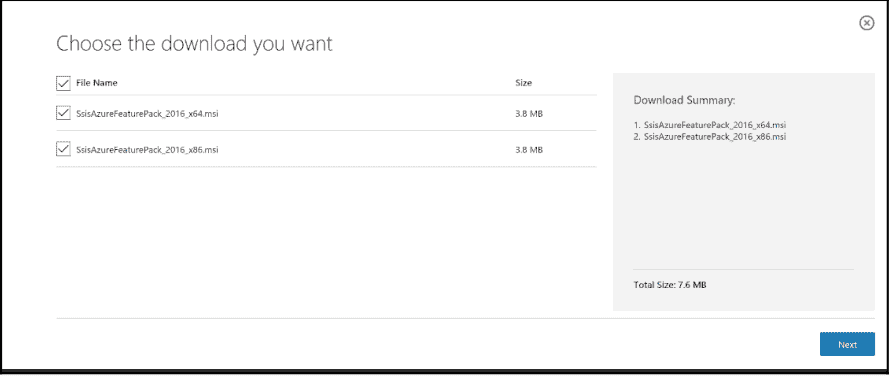 Choose the download you want
File Name Size
SsisAzureFeaturePack_2016_x64.msi 3.8 MB
SsisAzureFeaturePack_2016_x86.msi 3.8 MB
Download Summary:
1. SsisAzureFeaturePack_2016_x64.msi
2. SsisAzureFeaturePack_2016_x86.msi
Total Size: 7.6 MB
Next